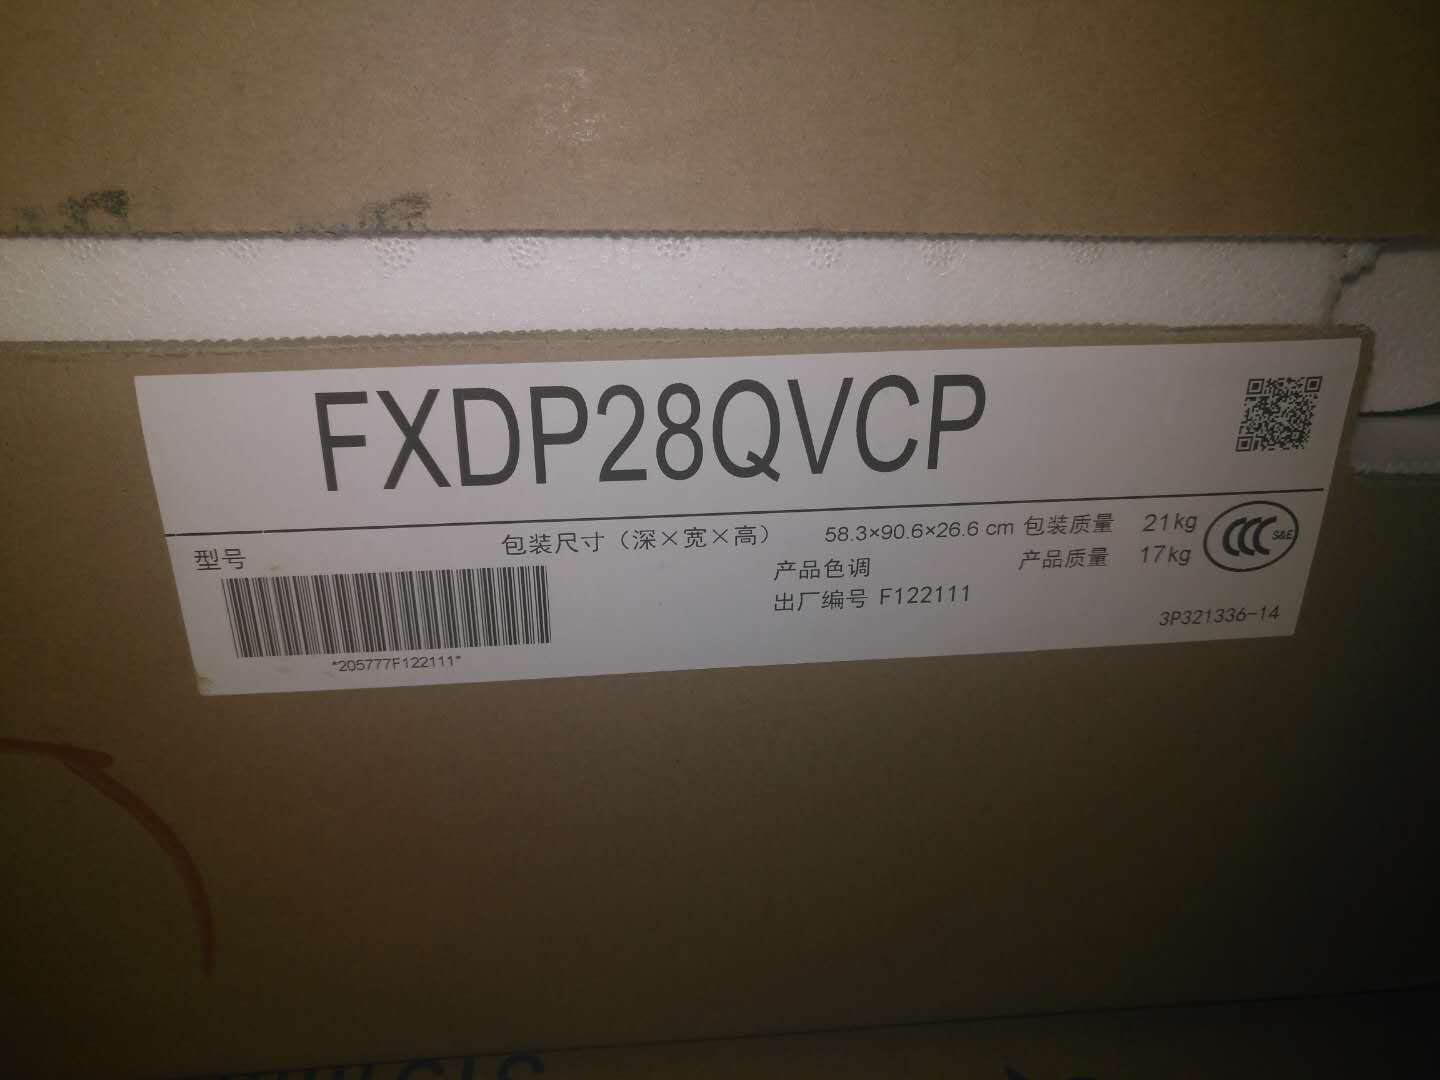 FXDP28QVCP
型号
包装尺寸（深×宽×高） 58.3×90.6×26.6 cm 包装质量 21kg
产品色调 产品质量 17kg
出厂编号 F122111
CCC S&E
*205777F122111*
3P321336-14